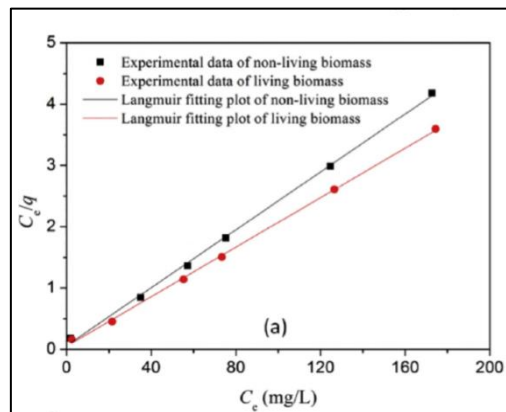 5
Experimental data of non-living biomass
Experimental data of living biomass
Langmuir fitting plot of non-living biomass
Langmuir fitting plot of living biomass
4
3
2
1
0
Ce/q
(a)
0 40 80 120 160 200
Ce (mg/L)